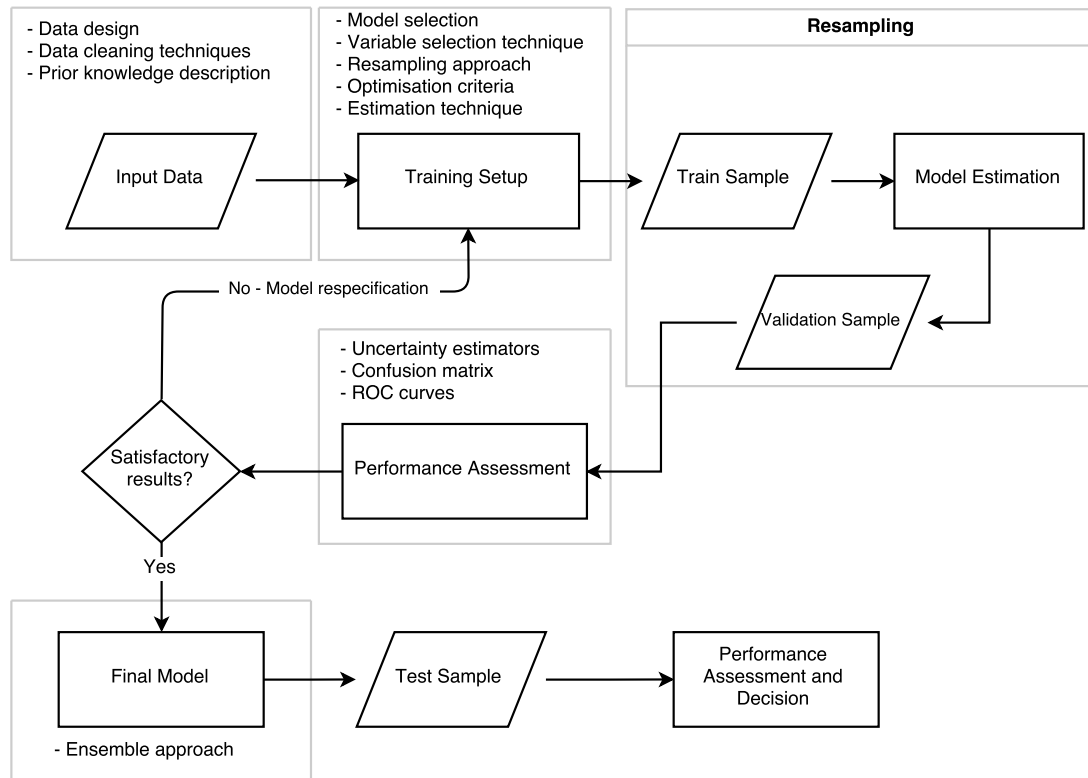 - Data design
- Data cleaning techniques
- Prior knowledge description
Input Data
- Model selection
- Variable selection technique
- Resampling approach
- Optimisation criteria
- Estimation technique
Training Setup
Resampling
Train Sample
Model Estimation
Validation Sample
No - Model respecification
- Uncertainty estimators
- Confusion matrix
- ROC curves
Performance Assessment
Satisfactory
results?
Yes
Final Model
- Ensemble approach
Test Sample
Performance
Assessment and
Decision